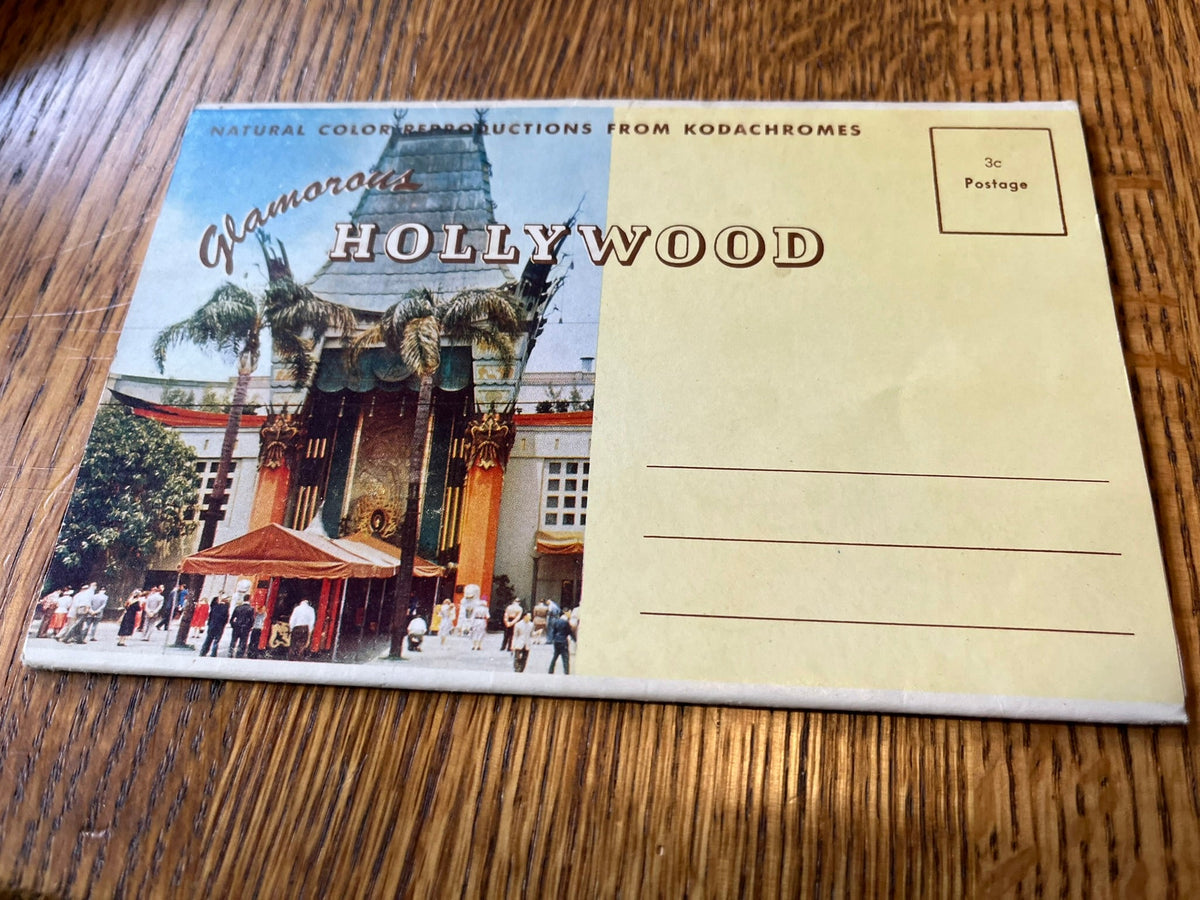 NATURAL COLOR REPRODUCTIONS FROM KODACHROMES
Glamorous
HOLLYWOOD
3c
Postage